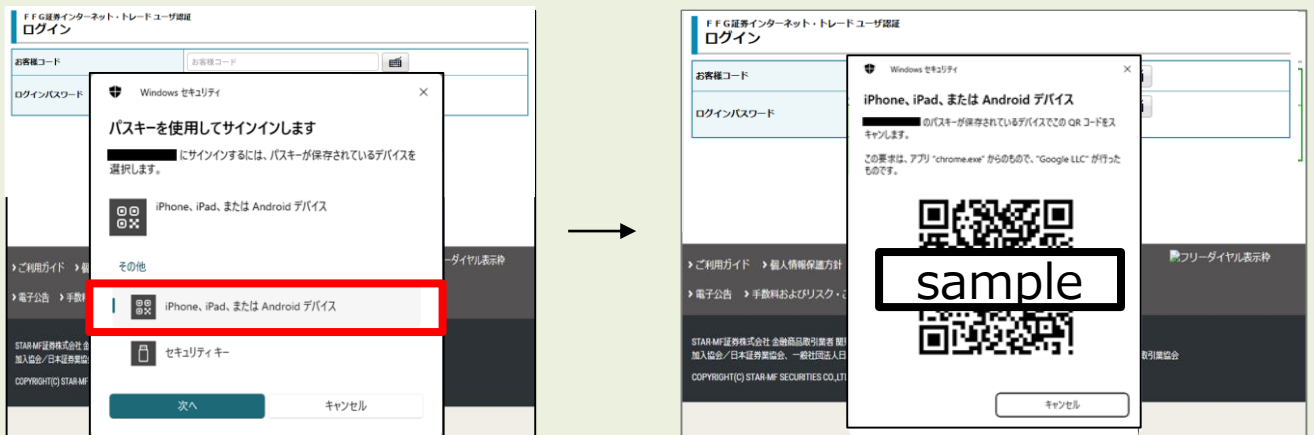 FFG証券インターネット・トレード ユーザ認証
ログイン
お客様コード
お客様コード
ログインパスワード
Windows セキュリティ
パスキーを使用してサインインします
にサインインするには、パスキーが保存されているデバイスを
選択します。
iPhone、iPad、または Android デバイス
その他
iPhone、iPad、または Android デバイス
セキュリティ キー
次へ
キャンセル
ご利用ガイド
ーダイヤル表示枠
電子公告
手数料
STAR-MF証券株式会社
加入協会/日本証券業協
COPYRIGHT(C) STAR-MF
FFG証券インターネット・トレード ユーザ認証
ログイン
お客様コード
ログインパスワード
Windows セキュリティ
iPhone、iPad、または Android デバイス
のパスキーが保存されているデバイスでこの QR コードをス
キャンします。
この要求は、アプリ "chrome.exe" からのもので、"Google LLC" が行った
ものです。
sample
キャンセル
ご利用ガイド
個人情報保護方針
フリーダイヤル表示枠
電子公告
手数料およびリスク・ご
STAR-MF証券株式会社 金融商品取引業者
加入協会/日本証券業協会、一般社団法人日
取引業協会
COPYRIGHT(C) STAR-MF SECURITIES CO.,LT